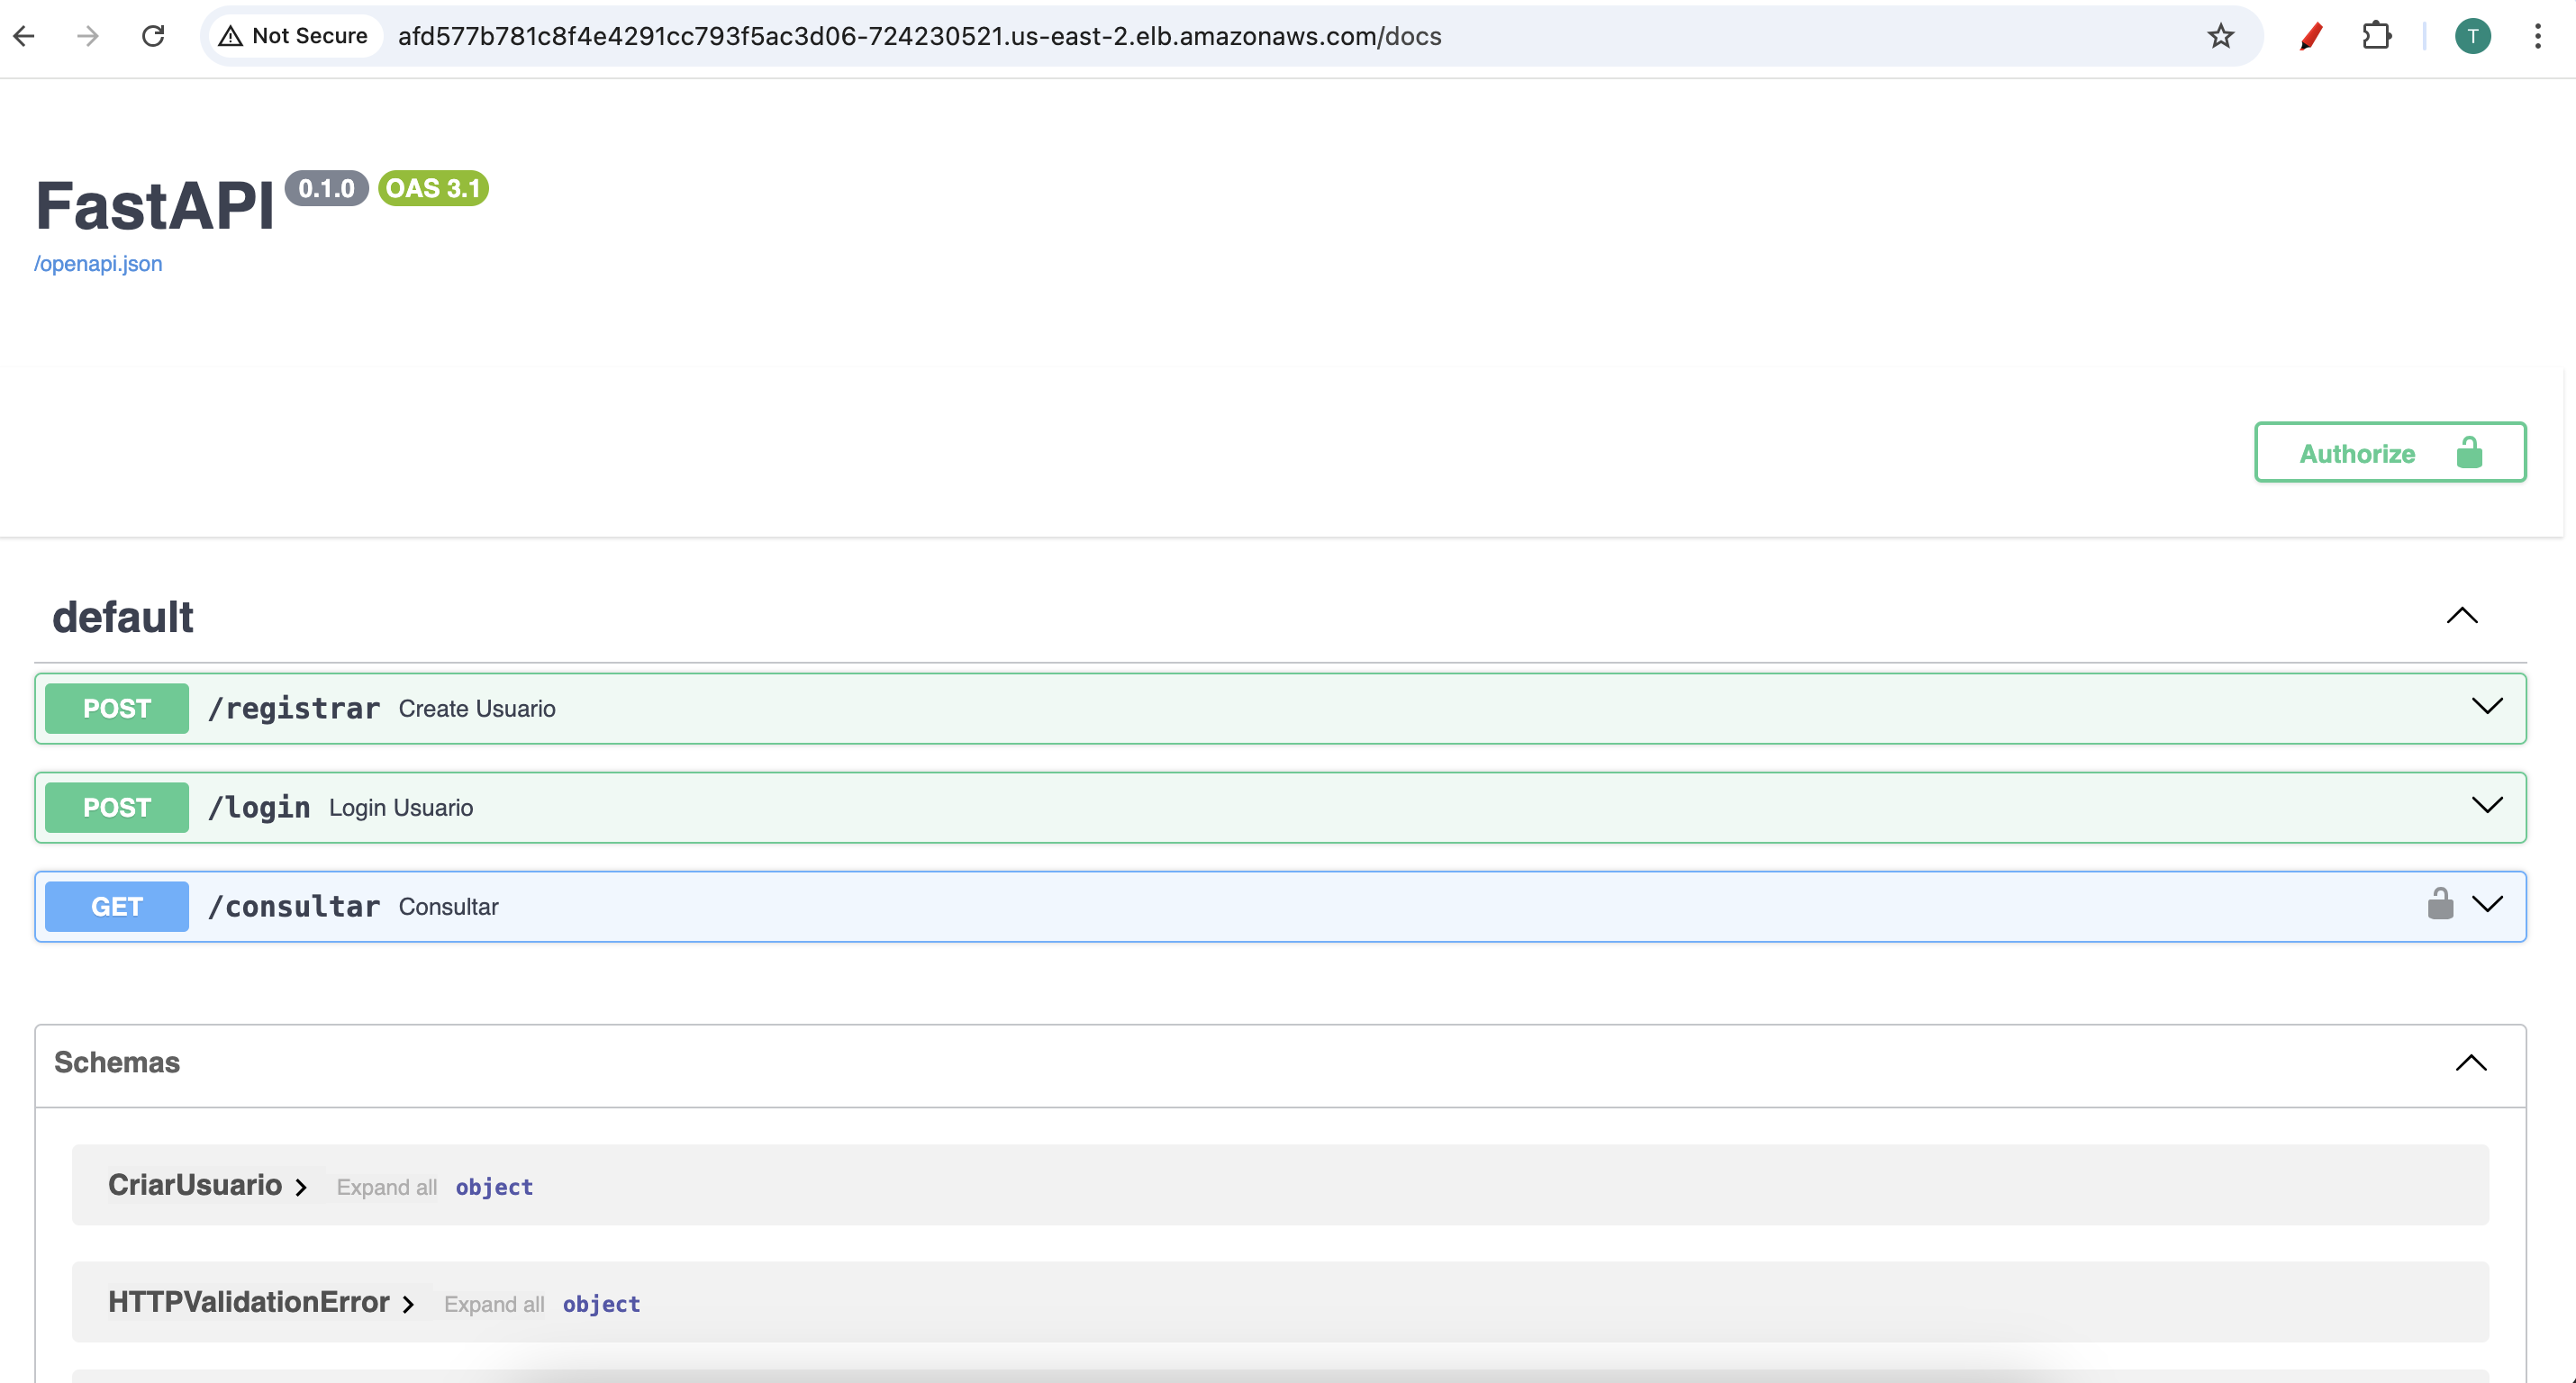 Not Secure afd577b781c8f4e4291cc793f5ac3d06-724230521.us-east-2.elb.amazonaws.com/docs T
FastAPI 0.1.0 OAS 3.1
/openapi.json
Authorize
default
POST /registrar Create Usuario
POST /login Login Usuario
GET /consultar Consultar
Schemas
CriarUsuario Expand all object
HTTPValidationError Expand all object